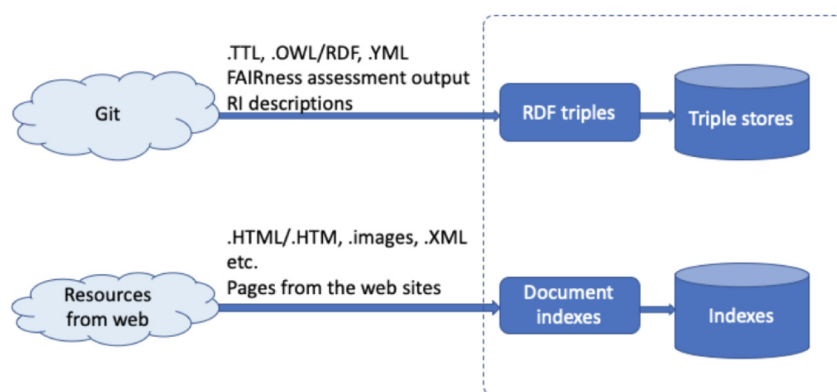 .TTL, .OWL/RDF, .YML
FAIRness assessment output
RI descriptions
Git
RDF triples
Triple stores
.HTML/.HTM, .images, .XML
etc.
Pages from the web sites
Resources
from web
Document
indexes
Indexes